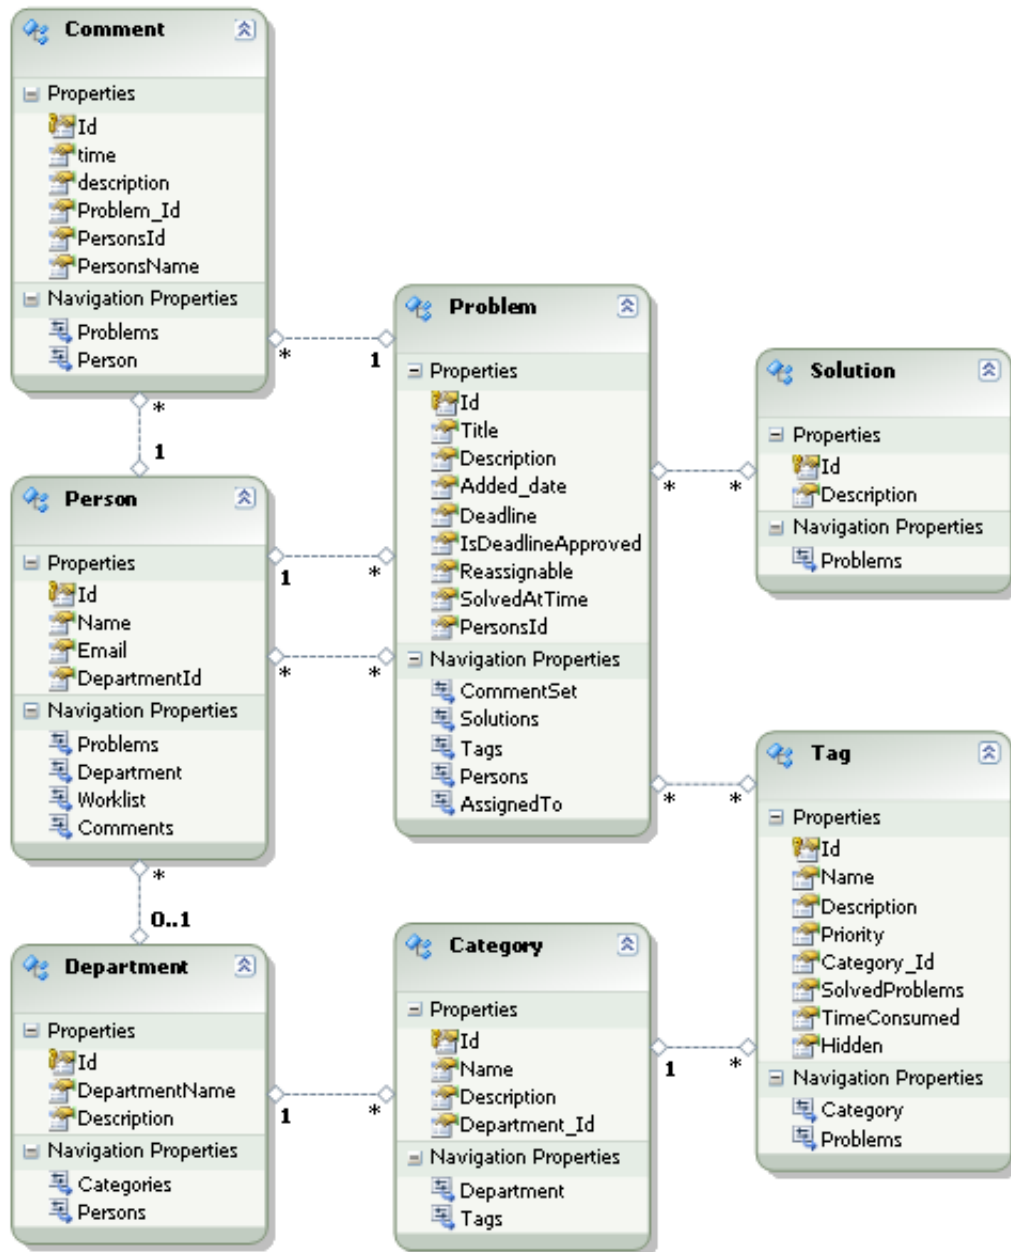 Comment
Properties
Id
time
description
Problem_Id
PersonsId
PersonsName
Navigation Properties
Problems
Person
*
1
*
1
Person
Properties
Id
Name
Email
DepartmentId
Navigation Properties
Problems
Department
Worklist
Comments
1
*
*
*
*
0..1
Problem
Properties
Id
Title
Description
Added_date
Deadline
IsDeadlineApproved
Reassignable
SolvedAtTime
PersonsId
Navigation Properties
CommentSet
Solutions
Tags
Persons
AssignedTo
*
*
*
*
Solution
Properties
Id
Description
Navigation Properties
Problems
Tag
Properties
Id
Name
Description
Priority
Category_Id
SolvedProblems
TimeConsumed
Hidden
Navigation Properties
Category
Problems
Department
Properties
Id
DepartmentName
Description
Navigation Properties
Categories
Persons
1
*
Category
Properties
Id
Name
Description
Department_Id
Navigation Properties
Department
Tags
1
*